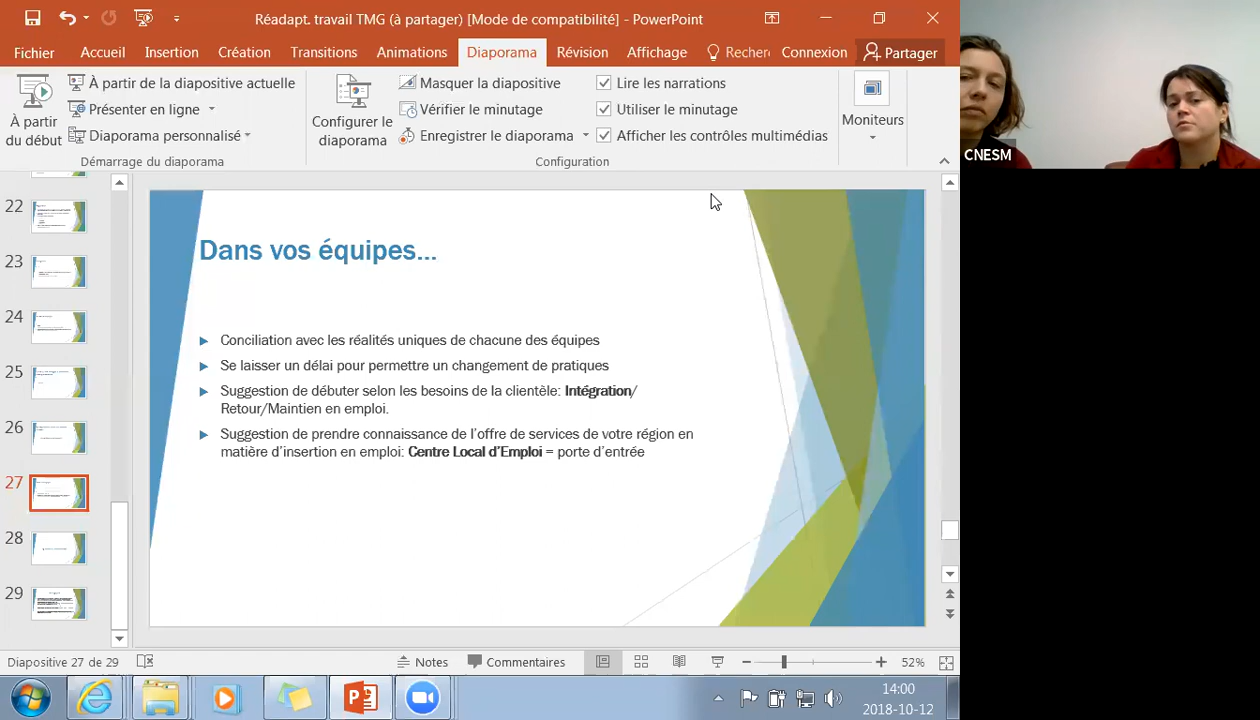 Réadapt. travail TMG (à partager) [Mode de compatibilité] - PowerPoint
Fichier Accueil Insertion Création Transitions Animations Diaporama Révision Affichage Recher Connexion Partager
À partir du début
À partir de la diapositive actuelle
Présenter en ligne
Diaporama personnalisé
Démarrage du diaporama
Configurer le diaporama
Masquer la diapositive
Vérifier le minutage
Enregistrer le diaporama
Lire les narrations
Utiliser le minutage
Afficher les contrôles multimédias
Configuration
Moniteurs
CNESM
22
23
24
25
26
27
28
29
Dans vos équipes...
Conciliation avec les réalités uniques de chacune des équipes
Se laisser un délai pour permettre un changement de pratiques
Suggestion de débuter selon les besoins de la clientèle: Intégration/
Retour/Maintien en emploi.
Suggestion de prendre connaissance de l'offre de services de votre région en
matière d'insertion en emploi: Centre Local d'Emploi = porte d'entrée
Diapositive 27 de 29 Notes Commentaires 52%
14:00
2018-10-12